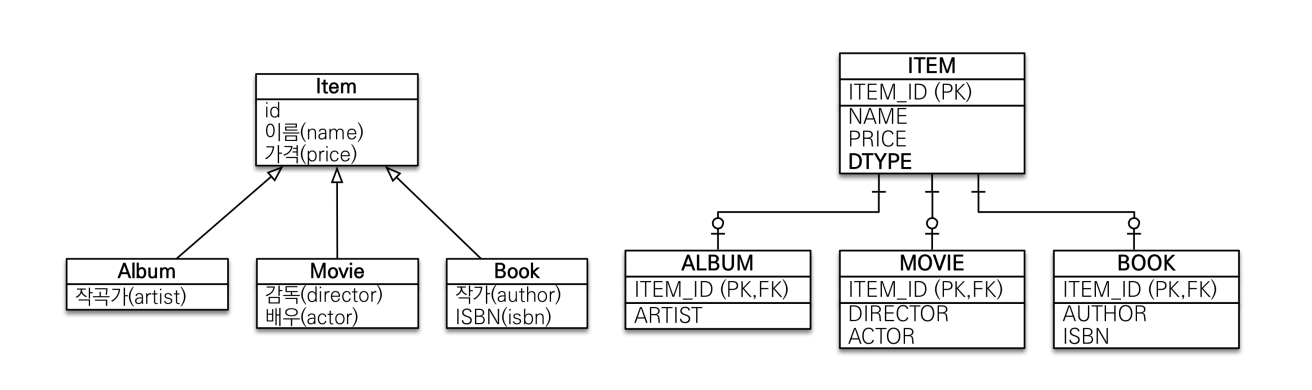 Item
id
이름(name)
가격(price)
Album
작곡가(artist)
Movie
감독(director)
배우(actor)
Book
작가(author)
ISBN(isbn)
ITEM
ITEM_ID (PK)
NAME
PRICE
DTYPE
ALBUM
ITEM_ID (PK,FK)
ARTIST
MOVIE
ITEM_ID (PK,FK)
DIRECTOR
ACTOR
BOOK
ITEM_ID (PK,FK)
AUTHOR
ISBN